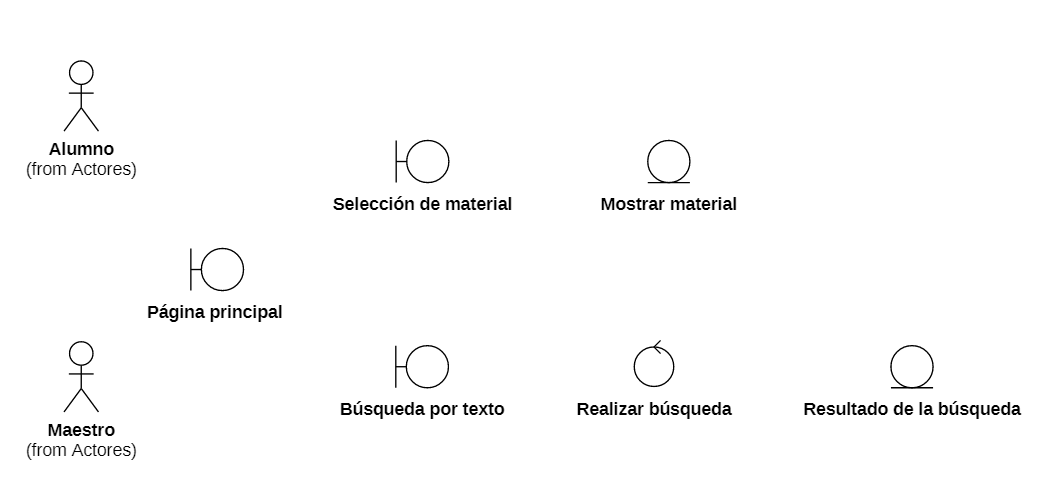 Alumno
(from Actores)
Selección de material
Mostrar material
Página principal
Maestro
(from Actores)
Búsqueda por texto
Realizar búsqueda
Resultado de la búsqueda